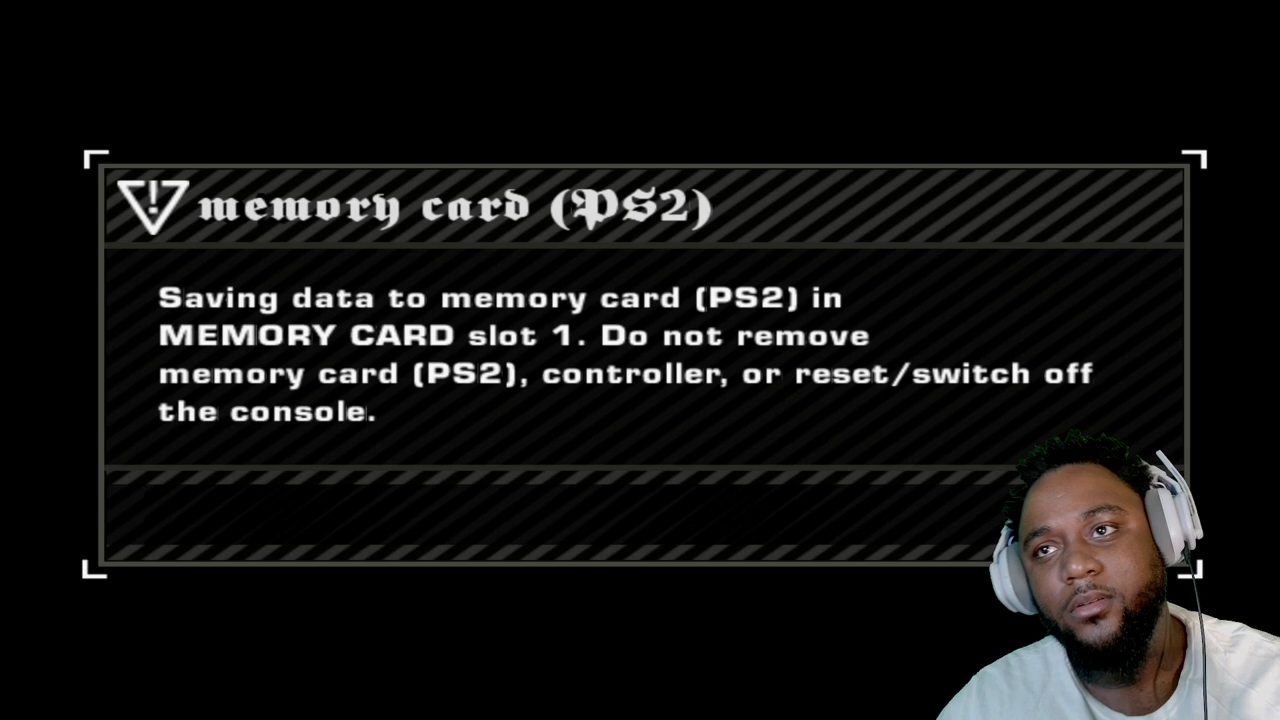 memory card (PS2)
Saving data to memory card (PS2) in
MEMORY CARD slot 1. Do not remove
memory card (PS2), controller, or reset/switch off
the console.